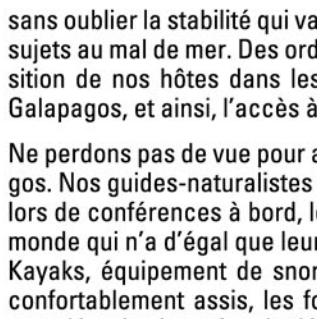 sans oublier la stabilité qui va
sujets au mal de mer. Des ord
sition de nos hôtes dans les
Galapagos, et ainsi, l'accès à
Ne perdons pas de vue pour a
gos. Nos guides-naturalistes
lors de conférences à bord, l
monde qui n'a d'égal que leur
Kayaks, équipement de snor
confortablement assis, les fo